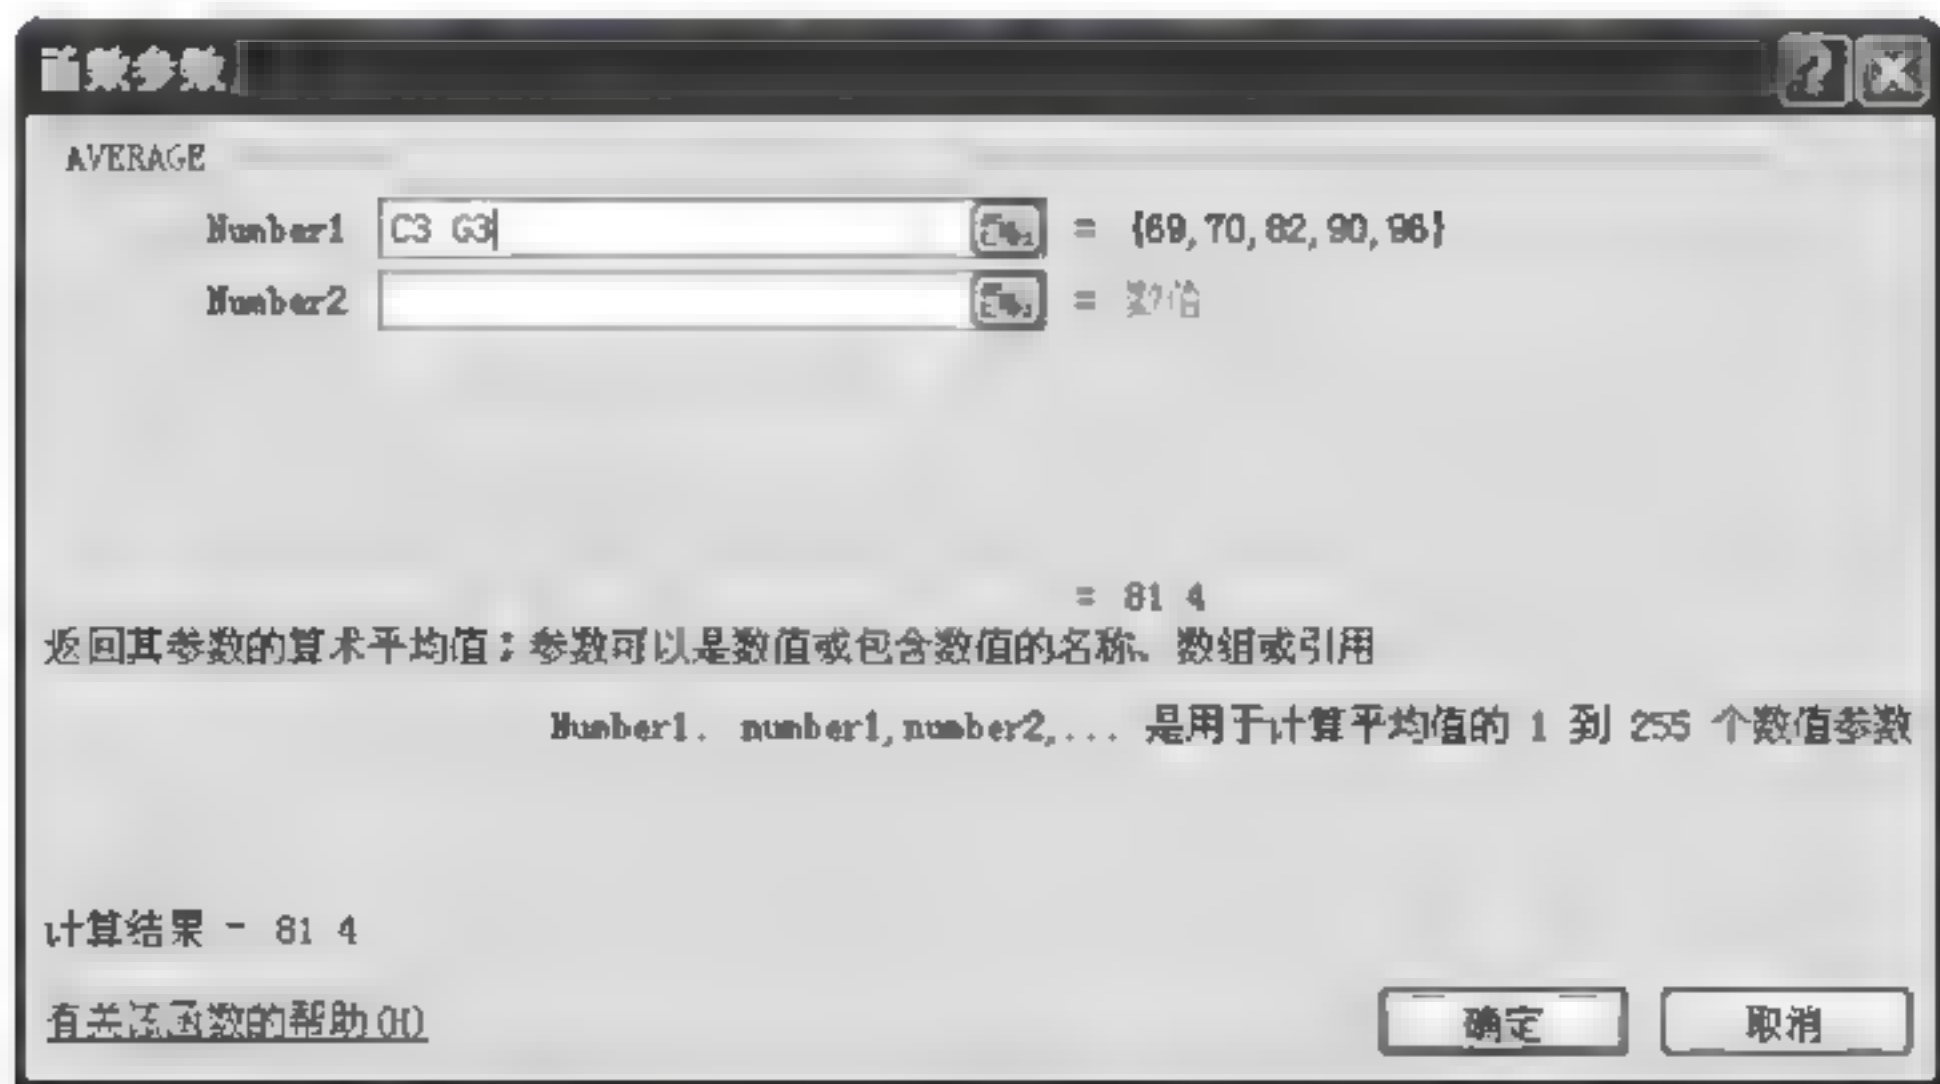 函数参数
AVERAGE
Number1 C3 G3 = {69,70,82,90,96}
Number2 = 数值
= 81 4
返回其参数的算术平均值；参数可以是数值或包含数值的名称、数组或引用
Number1. number1,number2,... 是用于计算平均值的 1 到 255 个数值参数
计算结果 = 81 4
有关该函数的帮助(H)
确定 取消